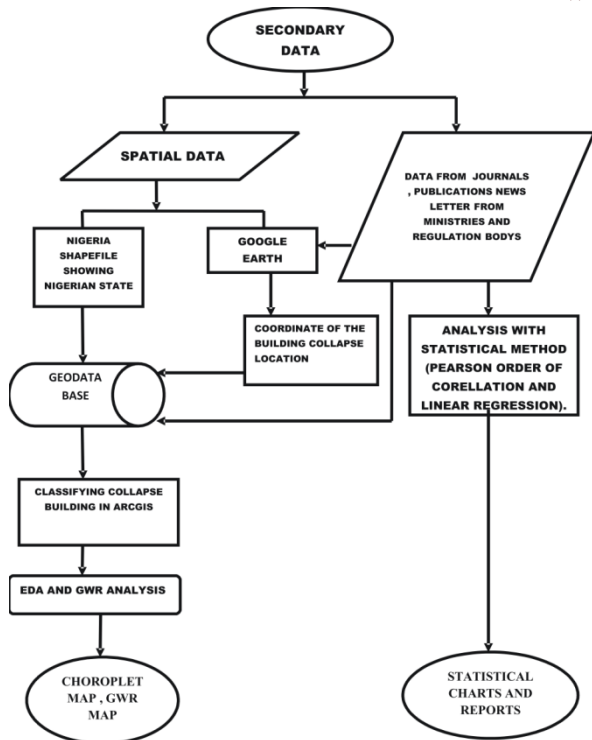 SECONDARY
DATA
SPATIAL DATA
DATA FROM JOURNALS
, PUBLICATIONS NEWS
LETTER FROM
MINISTRIES AND
REGULATION BODYS
NIGERIA
SHAPEFILE
SHOWING
NIGERIAN STATE
GOOGLE
EARTH
COORDINATE OF THE
BUILDING COLLAPSE
LOCATION
ANALYSIS WITH
STATISTICAL METHOD
(PEARSON ORDER OF
CORELLATION AND
LINEAR REGRESSION).
GEODATA
BASE
CLASSIFYING COLLAPSE
BUILDING IN ARCGIS
EDA AND GWR ANALYSIS
CHOROPLET
MAP , GWR
MAP
STATISTICAL
CHARTS AND
REPORTS